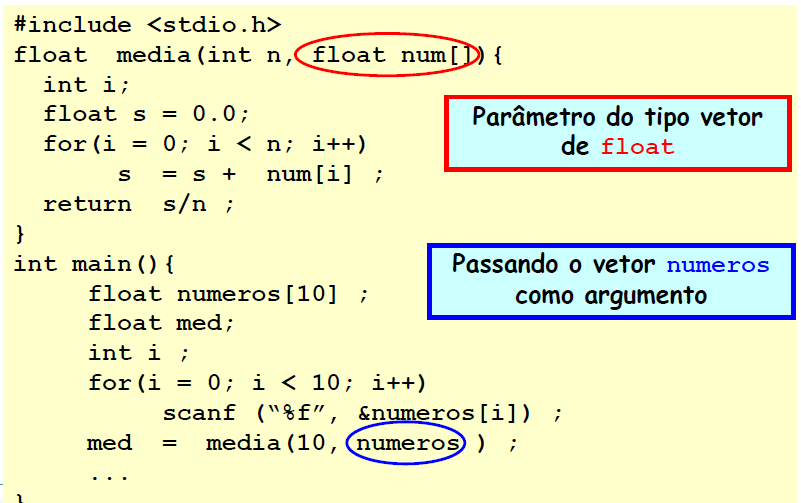 #include <stdio.h>
float  media(int n, float num[]){
  int i;
  float s = 0.0;
  for(i = 0; i < n; i++)
       s  = s +  num[i] ;
  return  s/n ;
}
Parâmetro do tipo vetor
de float
int main(){
     float numeros[10] ;
     float med;
     int i ;
     for(i = 0; i < 10; i++)
          scanf (“%f”, &numeros[i]) ;
     med  =  media(10, numeros ) ;
     ...
}
Passando o vetor numeros
como argumento